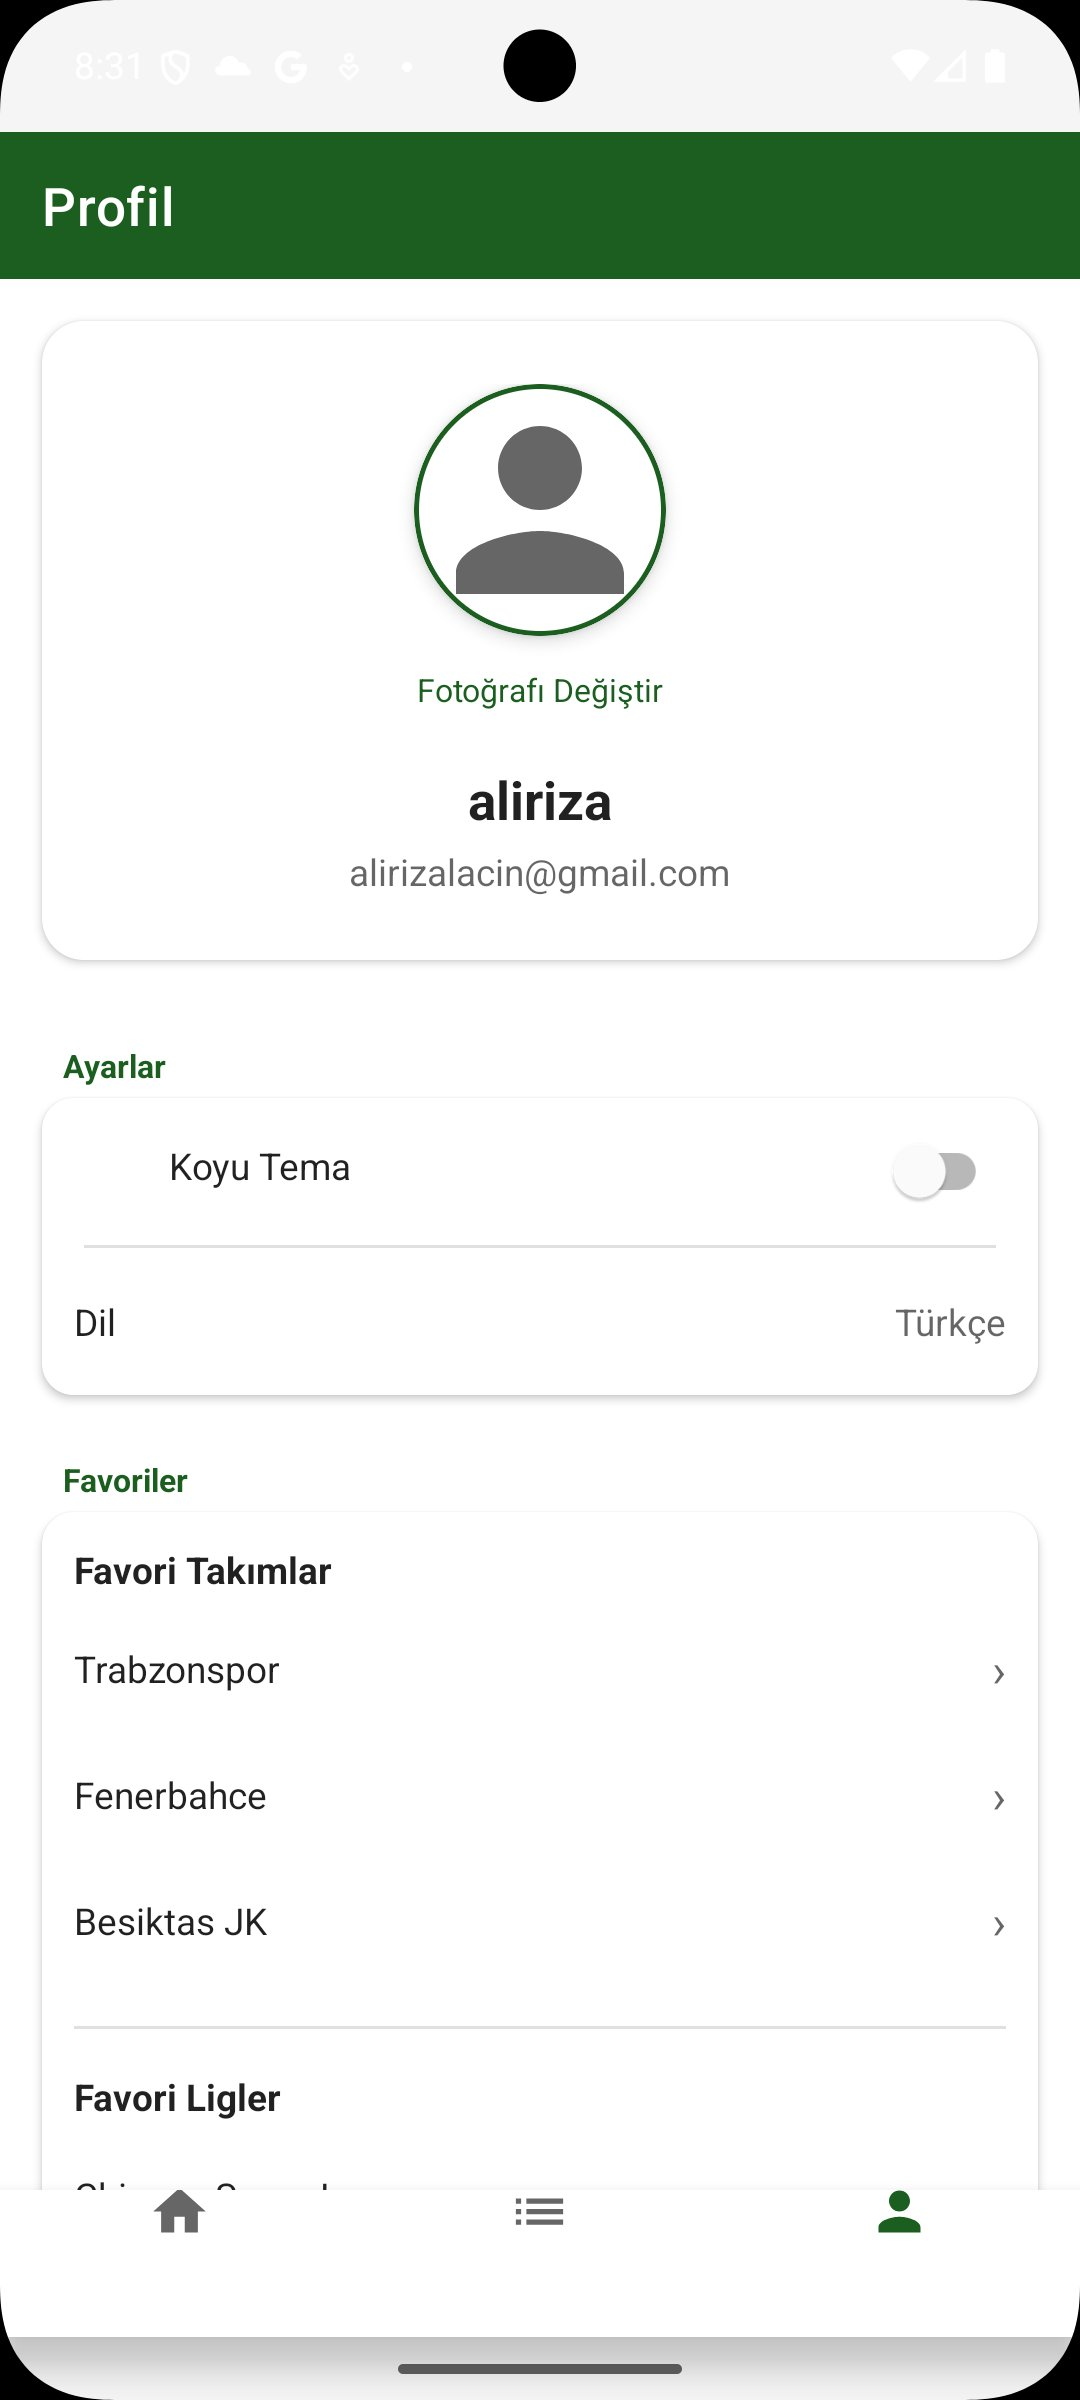 8:31
Profil
Fotoğrafı Değiştir
aliriza
alirizalacin@gmail.com
Ayarlar
Koyu Tema
Dil
Türkçe
Favoriler
Favori Takımlar
Trabzonspor ›
Fenerbahce ›
Besiktas JK ›
Favori Ligler